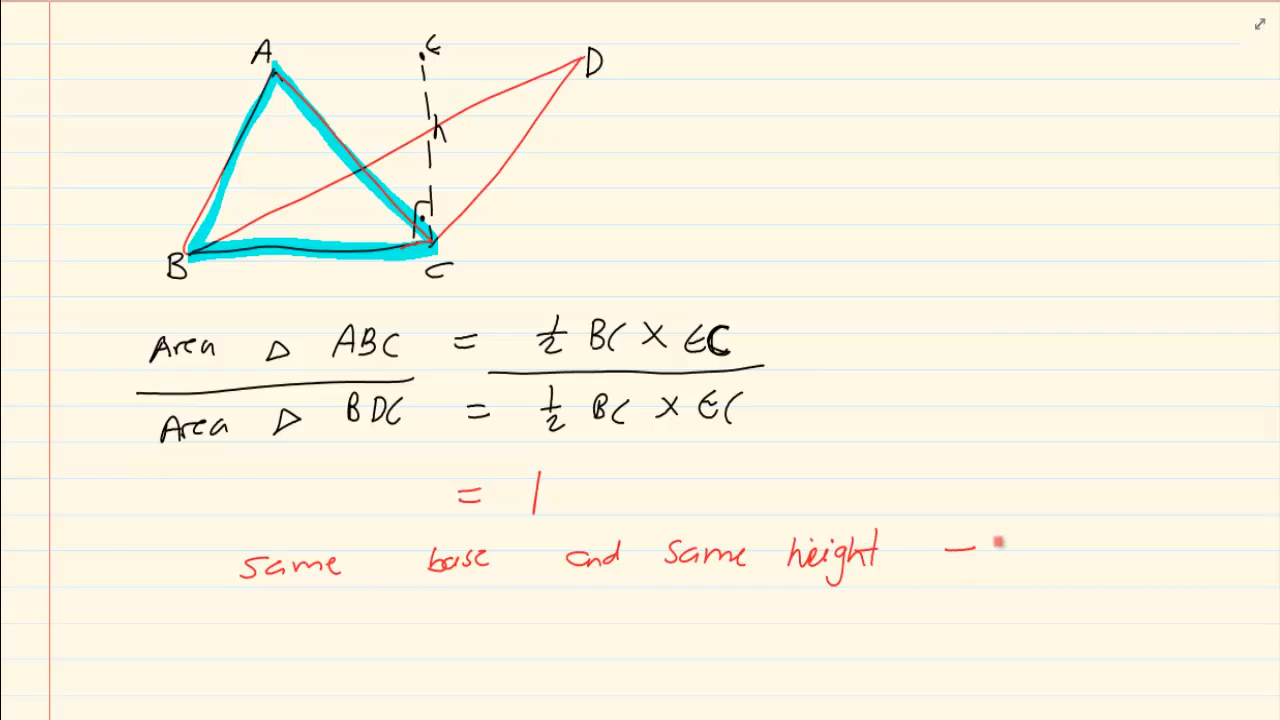 A
E
D
h
B
C
Area △ ABC = ½ BC × EC
Area △ BDC = ½ BC × EC
= 1
same base and same height –